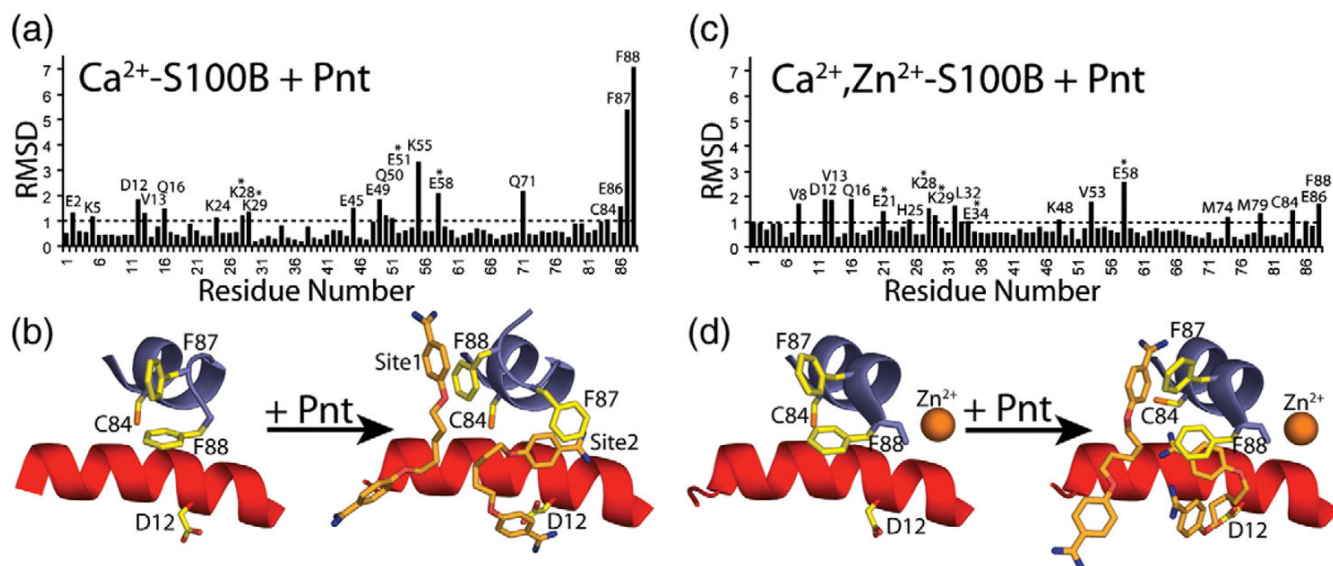 (a)
Ca²⁺-S100B + Pnt
RMSD
7
6
5
4
3
2
1
0
E2
K5
D12
V13
Q16
K24
*
K28
*
K29
E45
E49
Q50
*
E51
K55
*
E58
Q71
C84
E86
F87
F88
1
6
11
16
21
26
31
36
41
46
51
56
61
66
71
76
81
86
Residue Number
(c)
Ca²⁺,Zn²⁺-S100B + Pnt
RMSD
7
6
5
4
3
2
1
0
V8
D12
V13
Q16
*
E21
H25
*
K28
*
K29
L32
*
E34
K48
V53
*
E58
M74
M79
C84
E86
F88
1
6
11
16
21
26
31
36
41
46
51
56
61
66
71
76
81
86
Residue Number
(b)
F87
C84
F88
D12
+ Pnt
Site1
F88
C84
F87
Site2
D12
(d)
F87
C84
F88
D12
Zn²⁺
+ Pnt
F87
C84
F88
D12
Zn²⁺